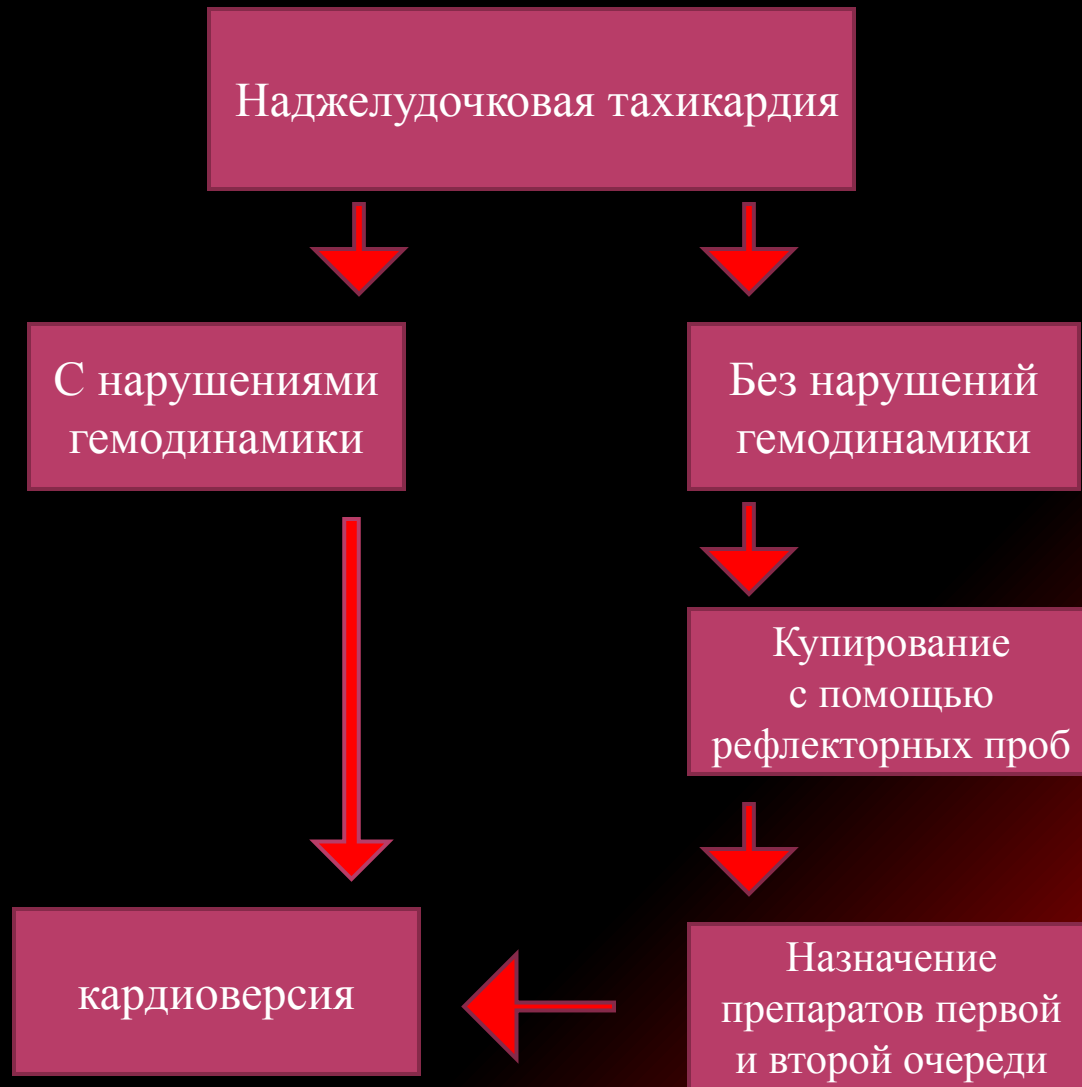 Наджелудочковая тахикардия
С нарушениями
гемодинамики
Без нарушений
гемодинамики
Купирование
с помощью
рефлекторных проб
кардиоверсия
Назначение
препаратов первой
и второй очереди